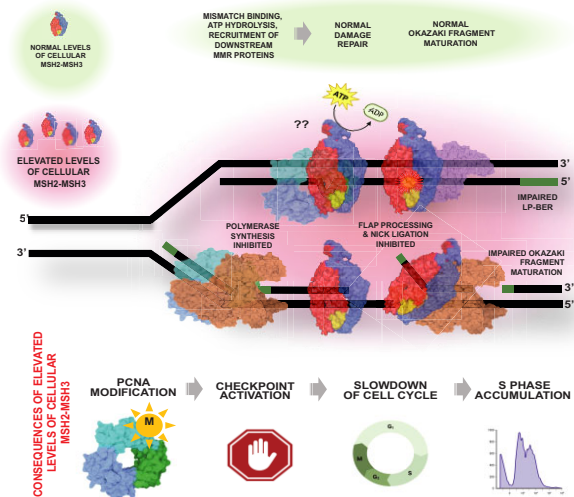 NORMAL LEVELS
OF CELLULAR
MSH2-MSH3
MISMATCH BINDING,
ATP HYDROLYSIS,
RECRUITMENT OF
DOWNSTREAM
MMR PROTEINS
NORMAL
DAMAGE
REPAIR
NORMAL
OKAZAKI FRAGMENT
MATURATION
ELEVATED LEVELS
OF CELLULAR
MSH2-MSH3
??
ATP
ADP
3'
5'
IMPAIRED
LP-BER
5'
3'
POLYMERASE
SYNTHESIS
INHIBITED
FLAP PROCESSING
& NICK LIGATION
INHIBITED
IMPAIRED OKAZAKI
FRAGMENT
MATURATION
3'
5'
CONSEQUENCES OF ELEVATED
LEVELS OF CELLULAR
MSH2-MSH3
PCNA
MODIFICATION
CHECKPOINT
ACTIVATION
SLOWDOWN
OF CELL CYCLE
S PHASE
ACCUMULATION
M
G₂
M
G₁
S